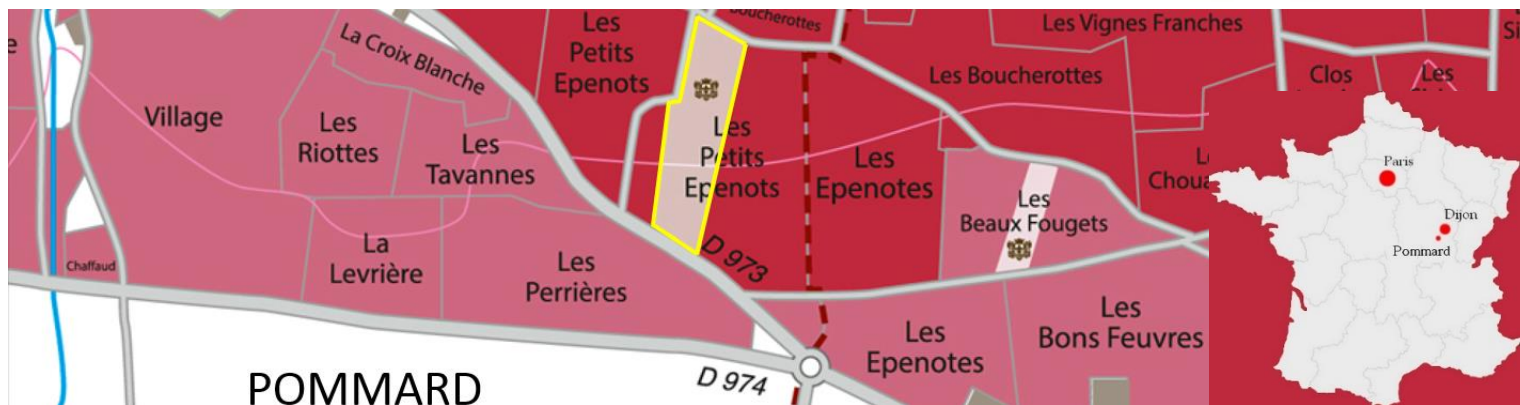 Les
Petits
Epenots
Boucherottes
Les Vignes Franches
La Croix Blanche
Les Boucherottes
Clos
Les
Village
Les
Riottes
Les
Tavannes
Les
Petits
Epenots
Les
Epenotes
Les
Beaux Fougets
Chaffaud
La
Levrière
Les
Perrières
D 973
Les
Epenotes
Les
Bons Feuvres
D 974
POMMARD
Paris
Dijon
Pommard